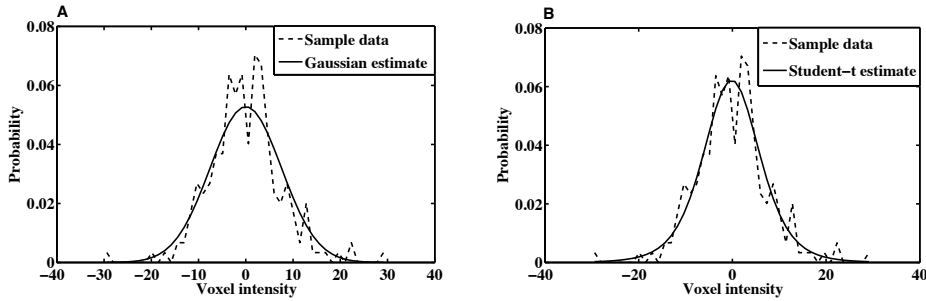 A
0.08
0.06
0.04
0.02
0
−40 −30 −20 −10 0 10 20 30 40
Probability
Voxel intensity
Sample data
Gaussian estimate
B
0.08
0.06
0.04
0.02
0
−40 −20 0 20 40
Probability
Voxel intensity
Sample data
Student−t estimate